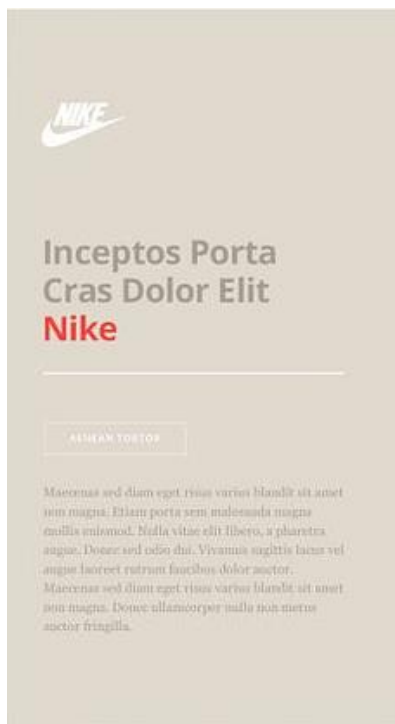 NIKE
Inceptos Porta
Cras Dolor Elit
Nike
AENEAN TORTOR
Maecenas sed diam eget risus varius blandit sit amet
non magna. Etiam porta sem malesuada magna
mollis euismod. Nulla vitae elit libero, a pharetra
augue. Donec sed odio dui. Vivamus sagittis lacus vel
augue laoreet rutrum faucibus dolor auctor.
Maecenas sed diam eget risus varius blandit sit amet
non magna. Donec ullamcorper nulla non metus
auctor fringilla.